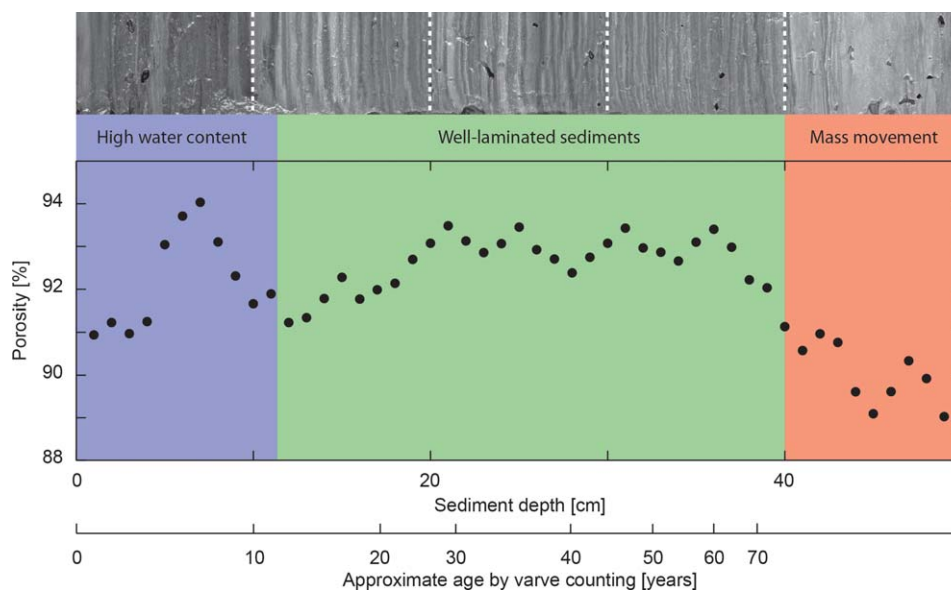 High water content Well-laminated sediments Mass movement
94
92
90
88
Porosity [%]
0 20 40
Sediment depth [cm]
0 10 20 30 40 50 60 70
Approximate age by varve counting [years]